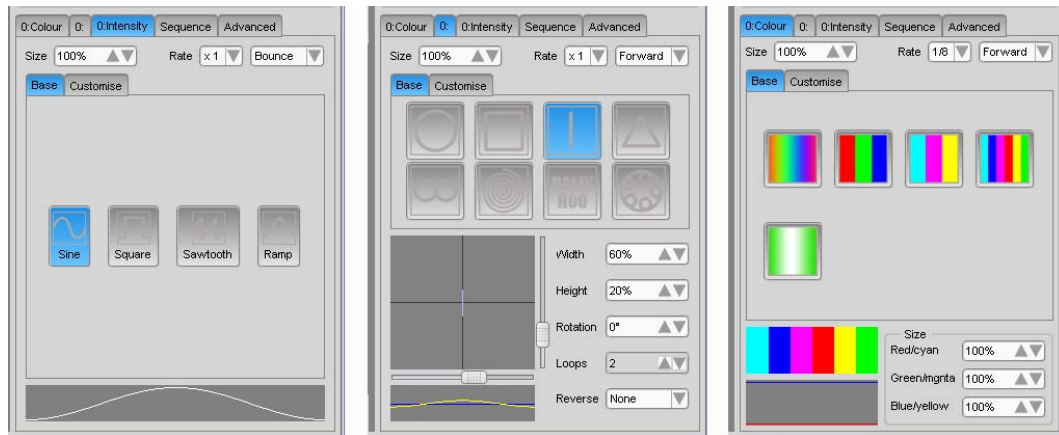 0:Colour 0: 0:Intensity Sequence Advanced
Size 100% Rate x 1 Bounce
Base Customise
Sine Square Sawtooth Ramp
0:Colour 0: 0:Intensity Sequence Advanced
Size 100% Rate x 1 Forward
Base Customise
BALLY HOO
Width 60%
Height 20%
Rotation 0°
Loops 2
Reverse None
0:Colour 0: 0:Intensity Sequence Advanced
Size 100% Rate 1/8 Forward
Base Customise
Size
Red/cyan 100%
Green/mgnta 100%
Blue/yellow 100%